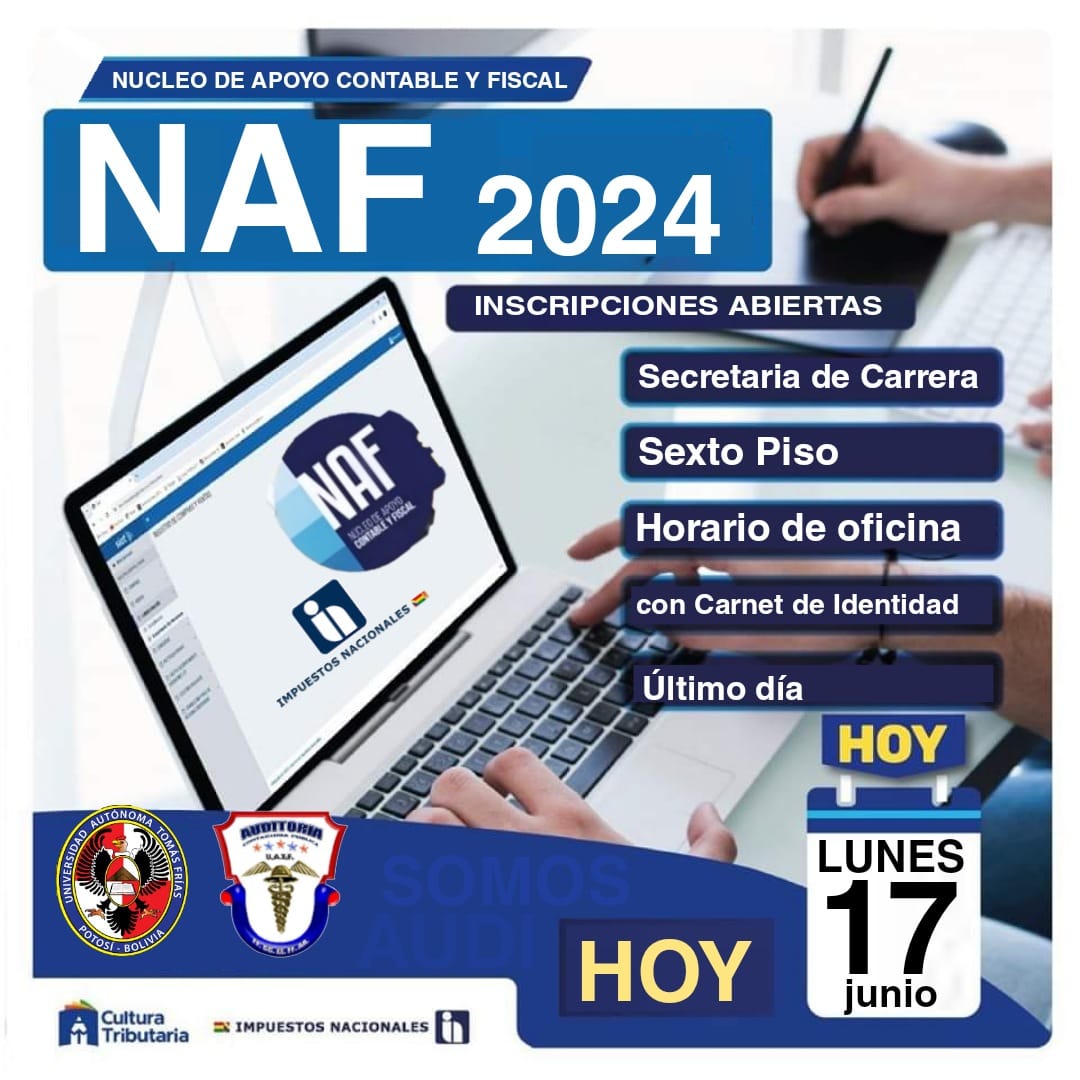 NUCLEO DE APOYO CONTABLE Y FISCAL
NAF 2024
INSCRIPCIONES ABIERTAS
Secretaria de Carrera
Sexto Piso
Horario de oficina
con Carnet de Identidad
Último día
HOY
LUNES
17
junio
NAF
NUCLEO DE APOYO
CONTABLE Y FISCAL
IMPUESTOS NACIONALES
UNIVERSIDAD AUTÓNOMA TOMÁS FRÍAS
POTOSÍ - BOLIVIA
AUDITORIA
CONTADURIA PÚBLICA
SOMOS
AUDI
HOY
Cultura
Tributaria
IMPUESTOS NACIONALES